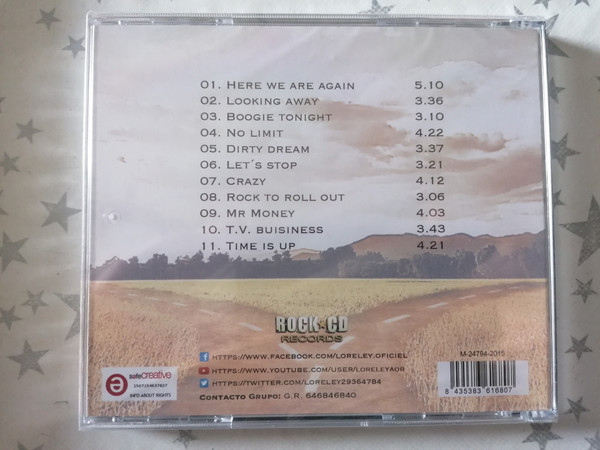 01. Here we are again 5.10
02. Looking away 3.36
03. Boogie tonight 3.10
04. No limit 4.22
05. Dirty dream 3.37
06. Let´s stop 3.21
07. Crazy 4.12
08. Rock to roll out 3.06
09. Mr Money 4.03
10. T.V. buisiness 3.43
11. Time is up 4.21
ROCK CD
RECORDS
https://www.facebook.com/loreley.oficiel
https://www.youtube.com/user/loreleyaor
https://twitter.com/loreley29364784
Contacto Grupo: G.R. 646846840
safeCreative
INFO ABOUT RIGHTS
M-24794-2015
8 435383 616807